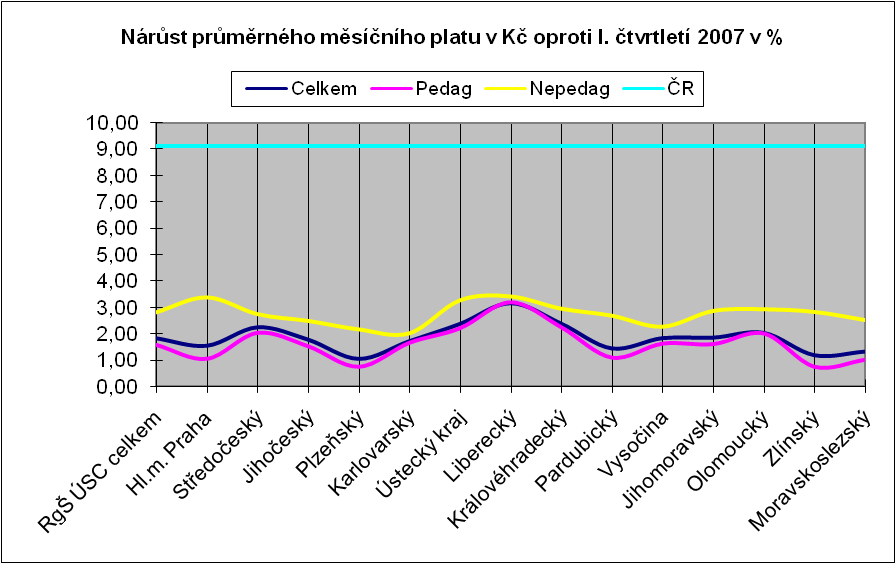 Nárůst průměrného měsíčního platu v Kč oproti I. čtvrtletí 2007 v %
Celkem Pedag Nepedag ČR
10,00
9,00
8,00
7,00
6,00
5,00
4,00
3,00
2,00
1,00
0,00
RgŠ ÚSC celkem
Hl.m. Praha
Středočeský
Jihočeský
Plzeňský
Karlovarský
Ústecký kraj
Liberecký
Královéhradecký
Pardubický
Vysočina
Jihomoravský
Olomoucký
Zlínský
Moravskoslezský